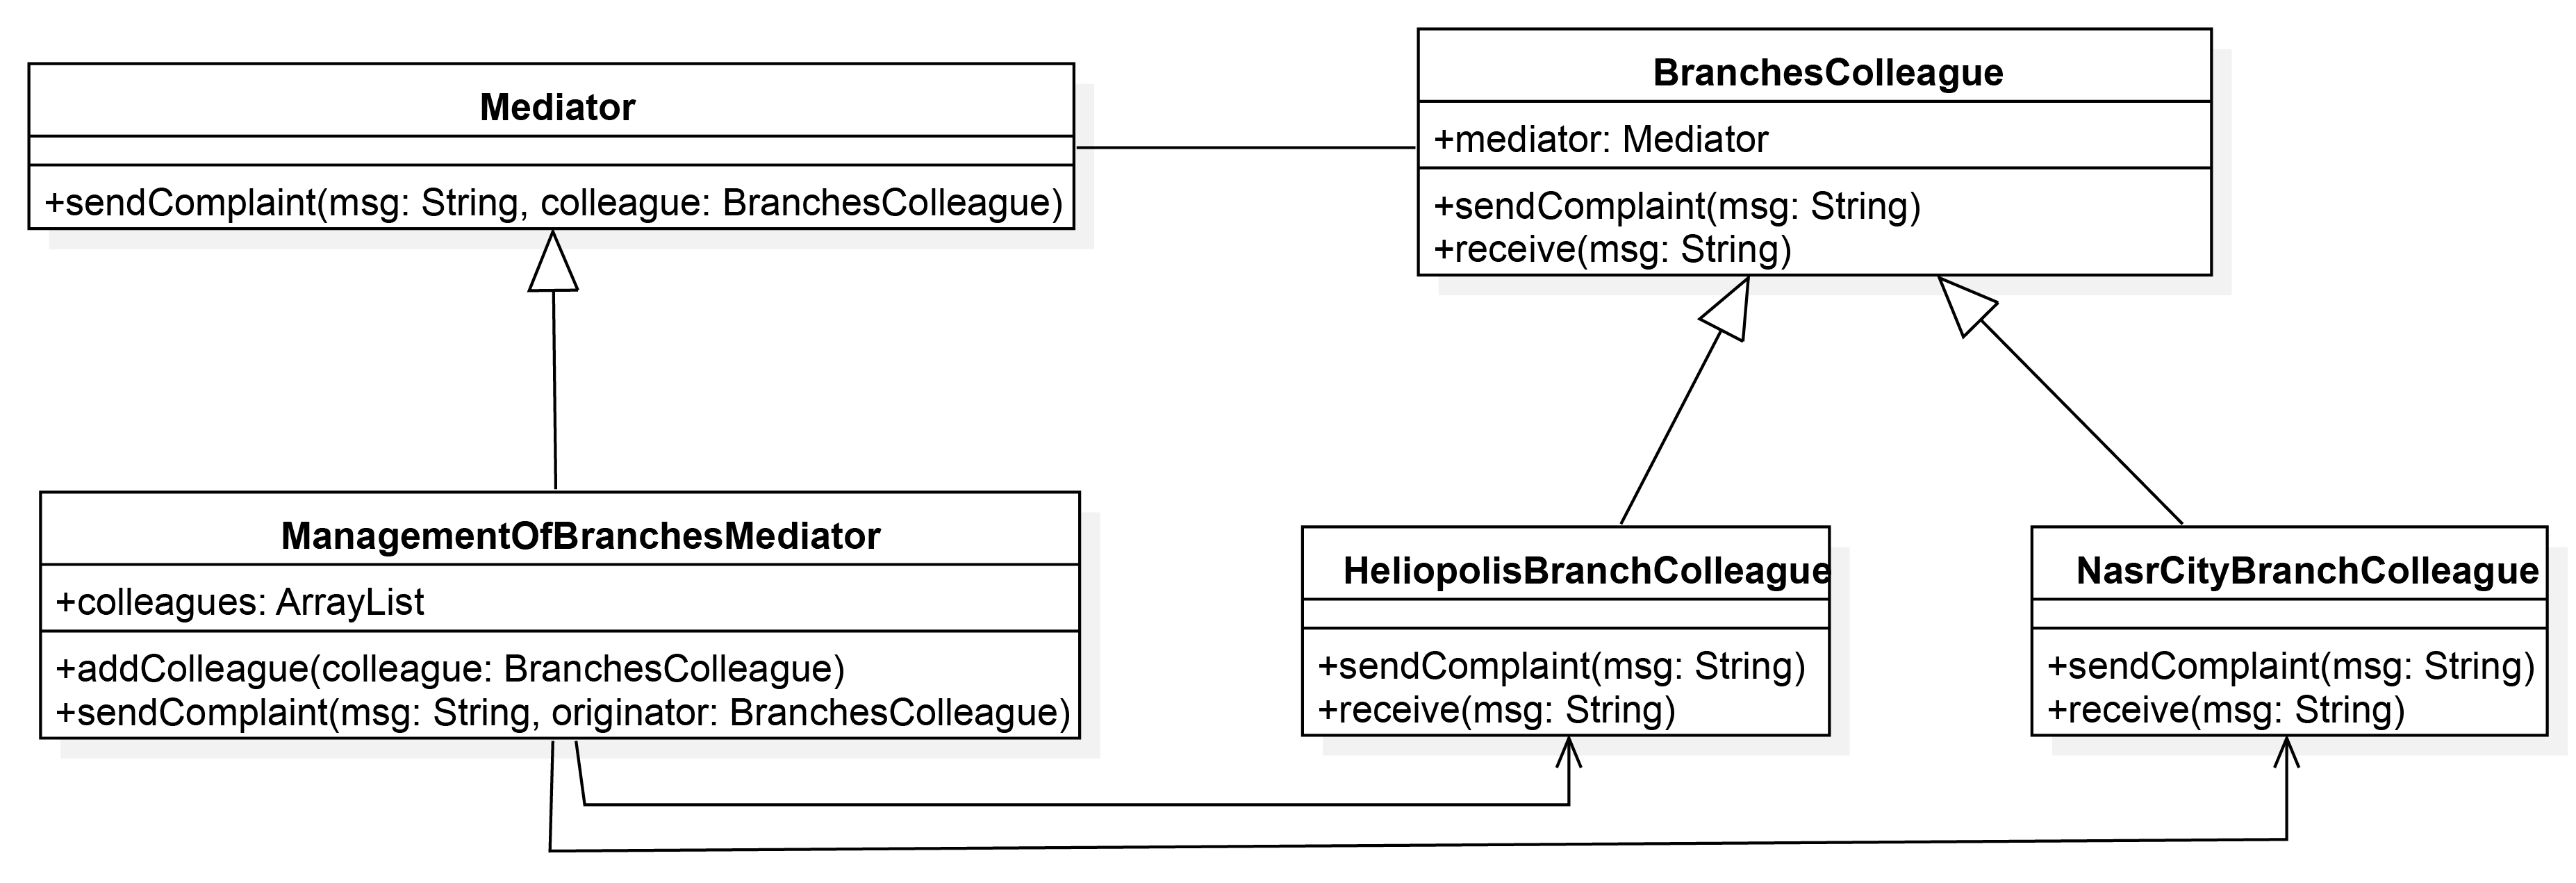 Mediator
+sendComplaint(msg: String, colleague: BranchesColleague)
BranchesColleague
+mediator: Mediator
+sendComplaint(msg: String)
+receive(msg: String)
ManagementOfBranchesMediator
+colleagues: ArrayList
+addColleague(colleague: BranchesColleague)
+sendComplaint(msg: String, originator: BranchesColleague)
HeliopolisBranchColleague
+sendComplaint(msg: String)
+receive(msg: String)
NasrCityBranchColleague
+sendComplaint(msg: String)
+receive(msg: String)